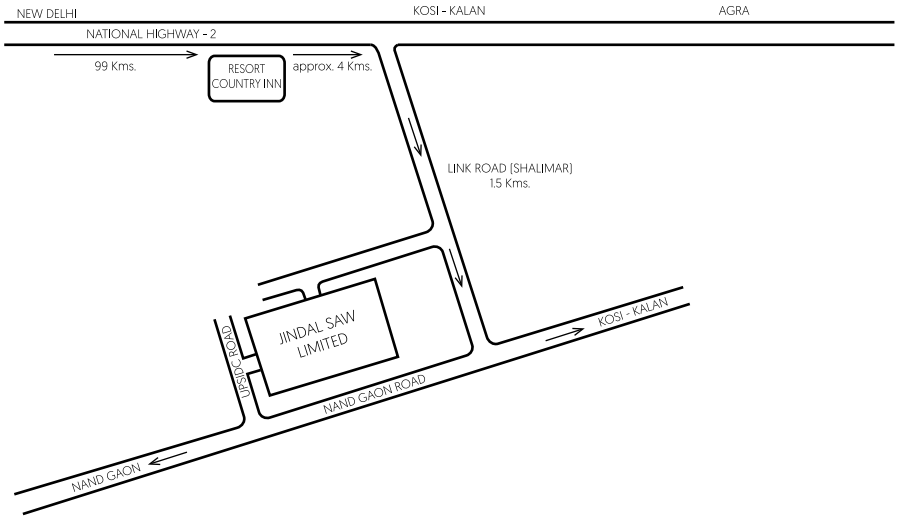 NEW DELHI
KOSI - KALAN
AGRA
NATIONAL HIGHWAY - 2
99 Kms.
RESORT
COUNTRY INN
approx. 4 Kms.
LINK ROAD [SHALIMAR]
1.5 Kms.
JINDAL SAW
LIMITED
KOSI - KALAN
UPSIDC ROAD
NAND GAON ROAD
NAND GAON